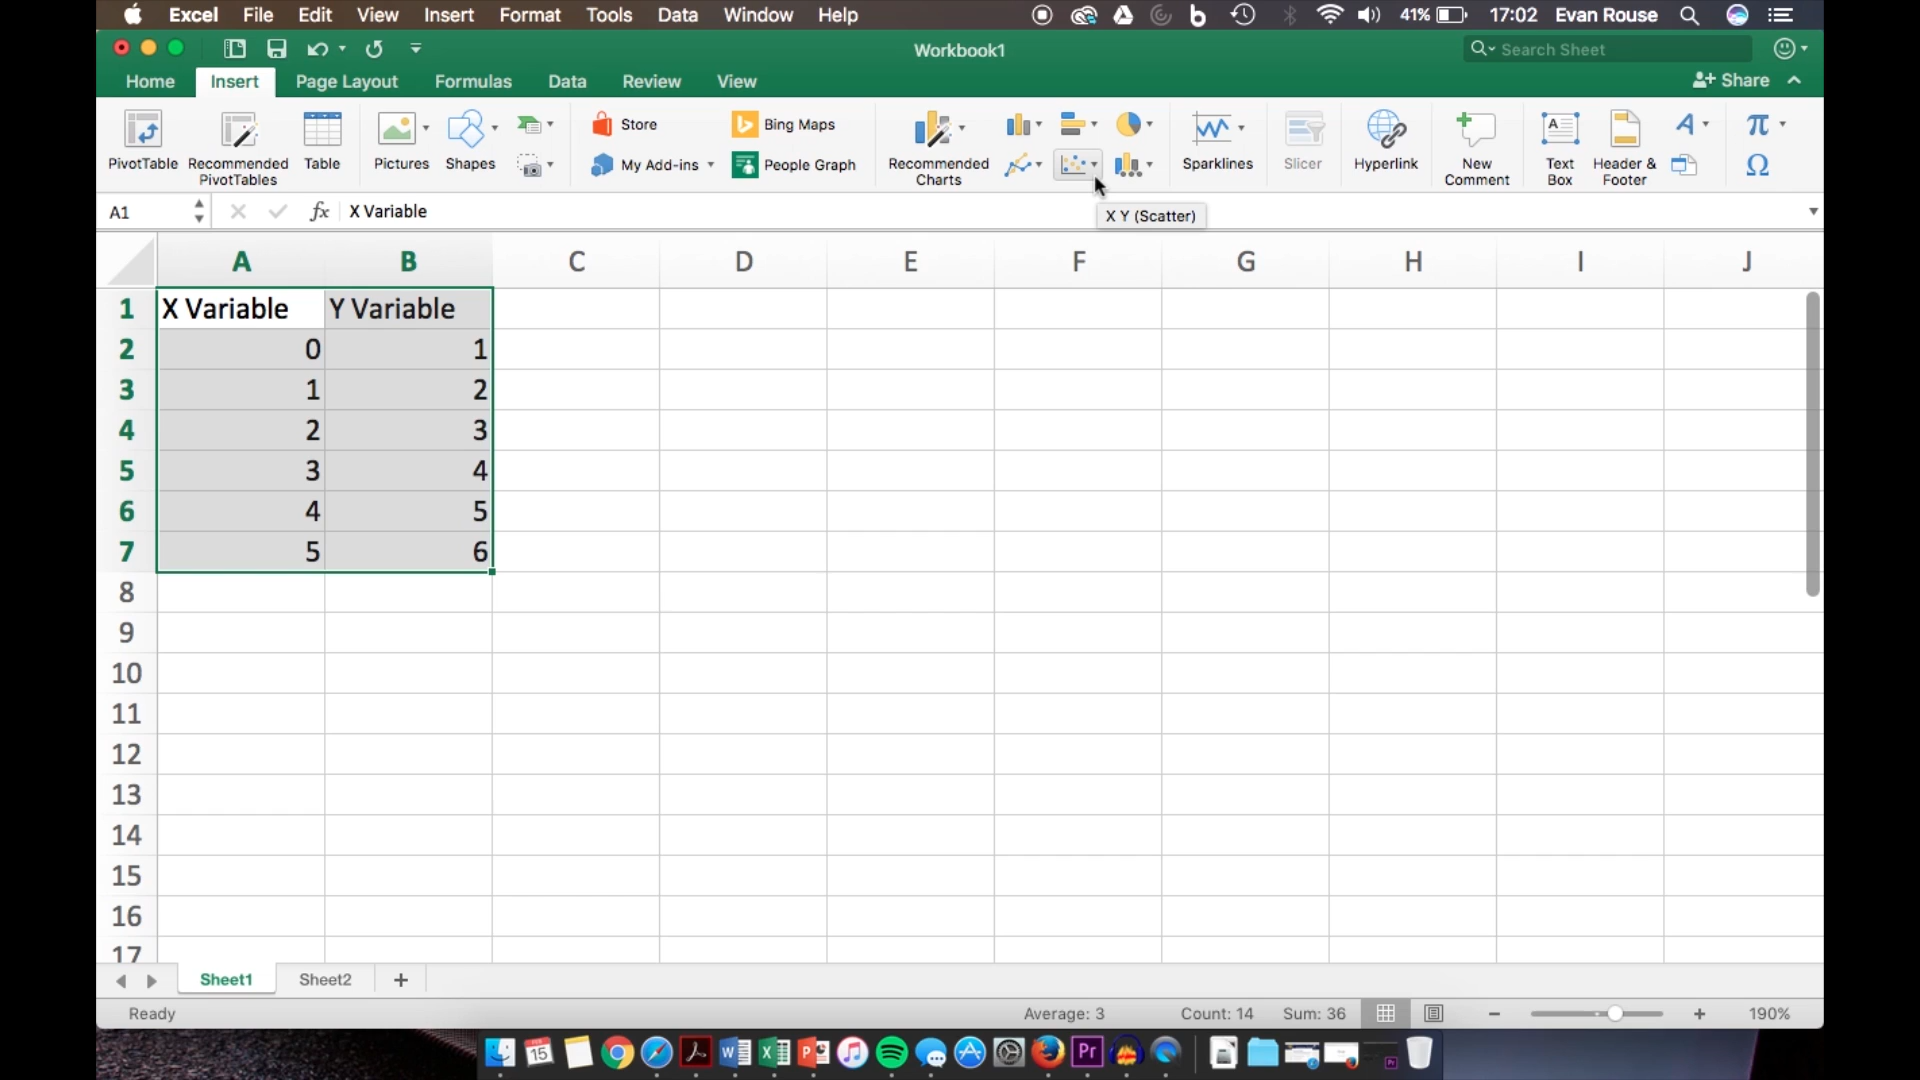 Excel File Edit View Insert Format Tools Data Window Help 41% 17:02 Evan Rouse
Workbook1
Search Sheet
Home Insert Page Layout Formulas Data Review View
Share
PivotTable
Recommended
PivotTables
Table
Pictures
Shapes
Store
My Add-ins
Bing Maps
People Graph
Recommended
Charts
Sparklines
Slicer
Hyperlink
New
Comment
Text
Box
Header &
Footer
A
π
Ω
A1 fx X Variable
X Y (Scatter)
A B C D E F G H I J
1 X Variable Y Variable
2 0 1
3 1 2
4 2 3
5 3 4
6 4 5
7 5 6
8
9
10
11
12
13
14
15
16
17
Sheet1 Sheet2 +
Ready Average: 3 Count: 14 Sum: 36 190%
15
Pr